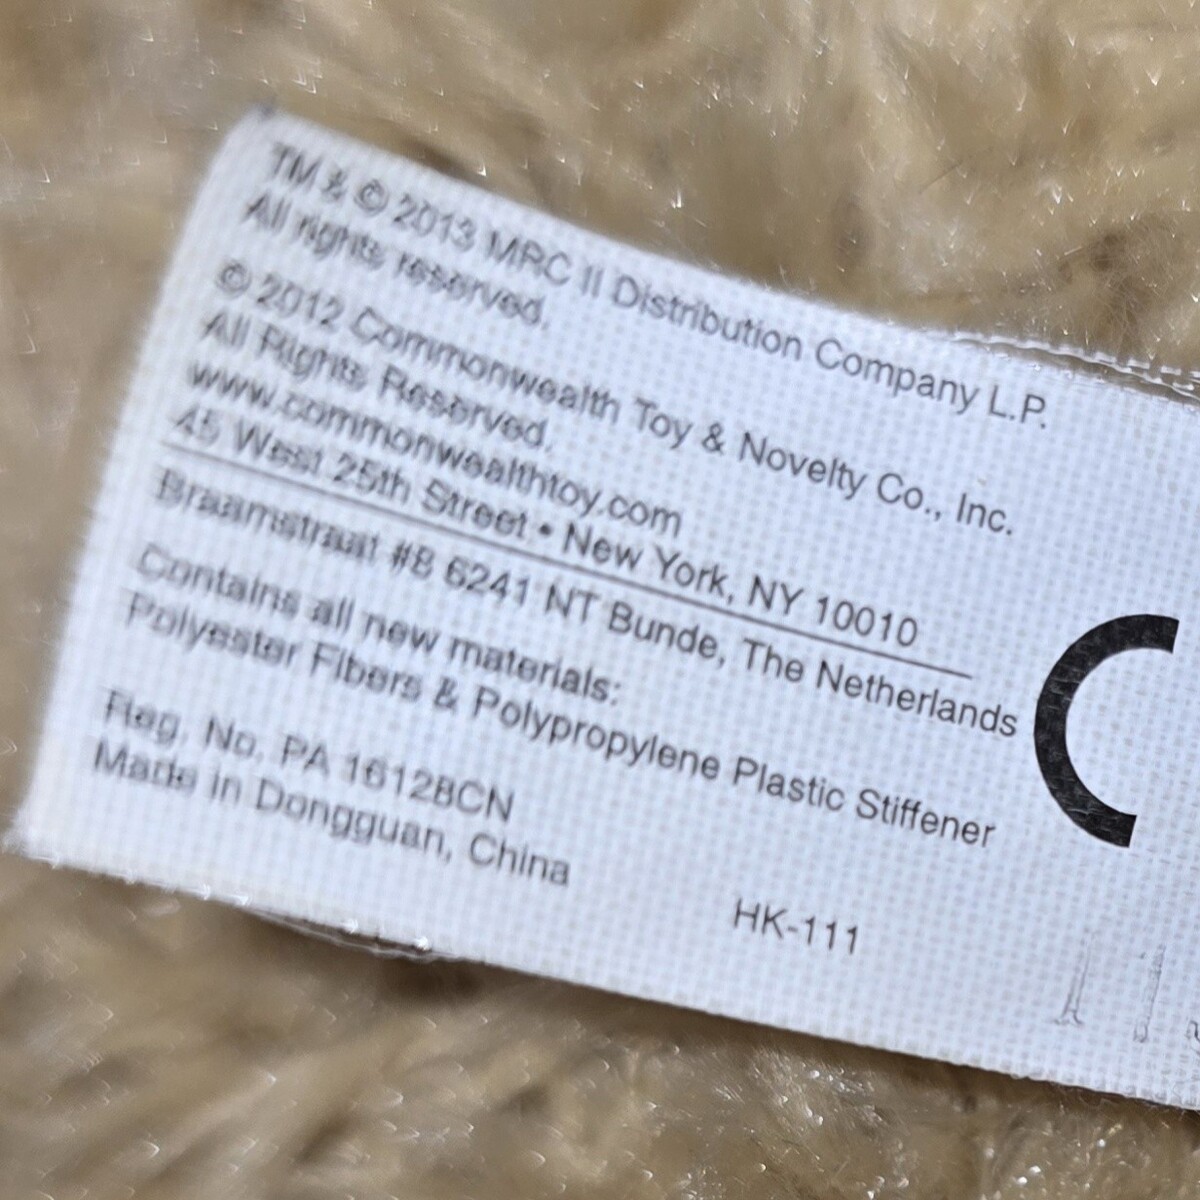 TM & © 2013 MRC II Distribution Company L.P.
All rights reserved.
© 2012 Commonwealth Toy & Novelty Co., Inc.
All Rights Reserved.
www.commonwealthtoy.com
45 West 25th Street • New York, NY 10010
Braamstraat #8 6241 NT Bunde, The Netherlands
Contains all new materials:
Polyester Fibers & Polypropylene Plastic Stiffener
Reg. No. PA 16128CN
Made in Dongguan, China
HK-111